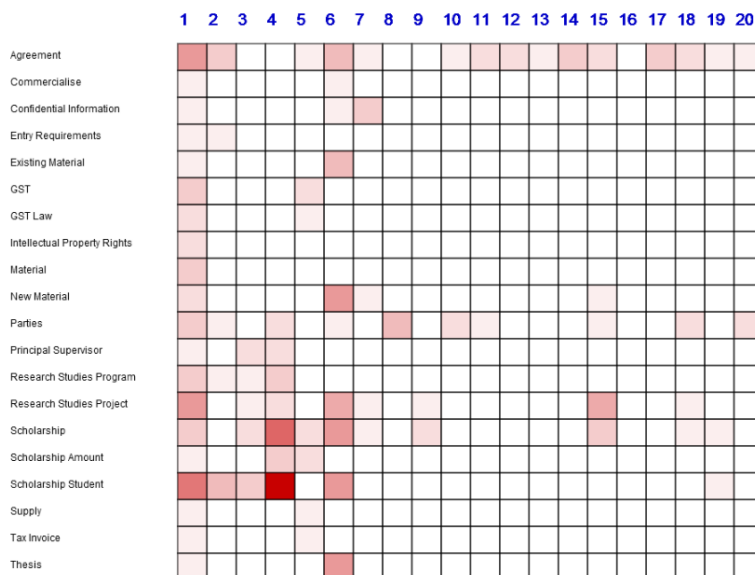 1 2 3 4 5 6 7 8 9 10 11 12 13 14 15 16 17 18 19 20
Agreement
Commercialise
Confidential Information
Entry Requirements
Existing Material
GST
GST Law
Intellectual Property Rights
Material
New Material
Parties
Principal Supervisor
Research Studies Program
Research Studies Project
Scholarship
Scholarship Amount
Scholarship Student
Supply
Tax Invoice
Thesis